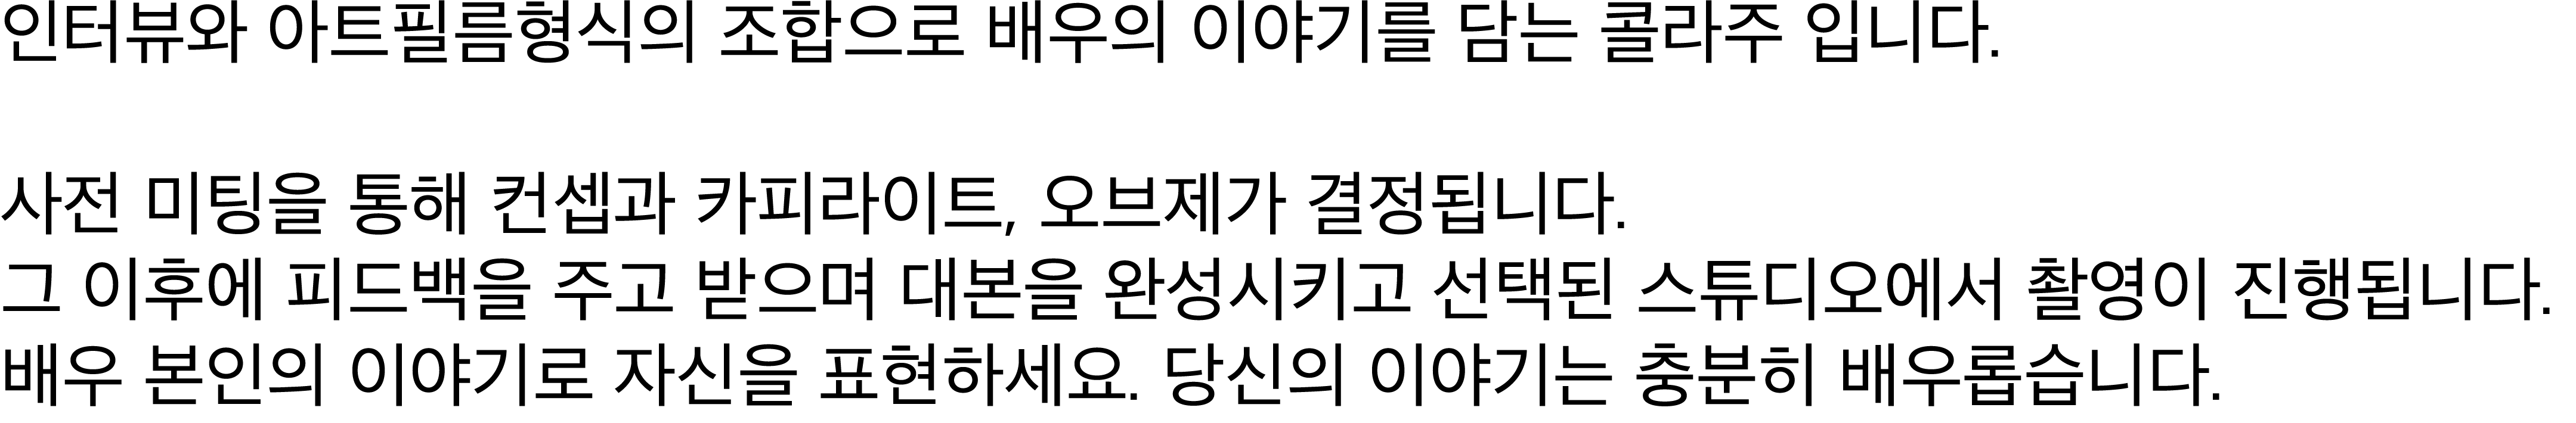 인터뷰와 아트필름형식의 조합으로 배우의 이야기를 담는 콜라주 입니다.
사전 미팅을 통해 컨셉과 카피라이트, 오브제가 결정됩니다.
그 이후에 피드백을 주고 받으며 대본을 완성시키고 선택된 스튜디오에서 촬영이 진행됩니다.
배우 본인의 이야기로 자신을 표현하세요. 당신의 이야기는 충분히 배우롭습니다.